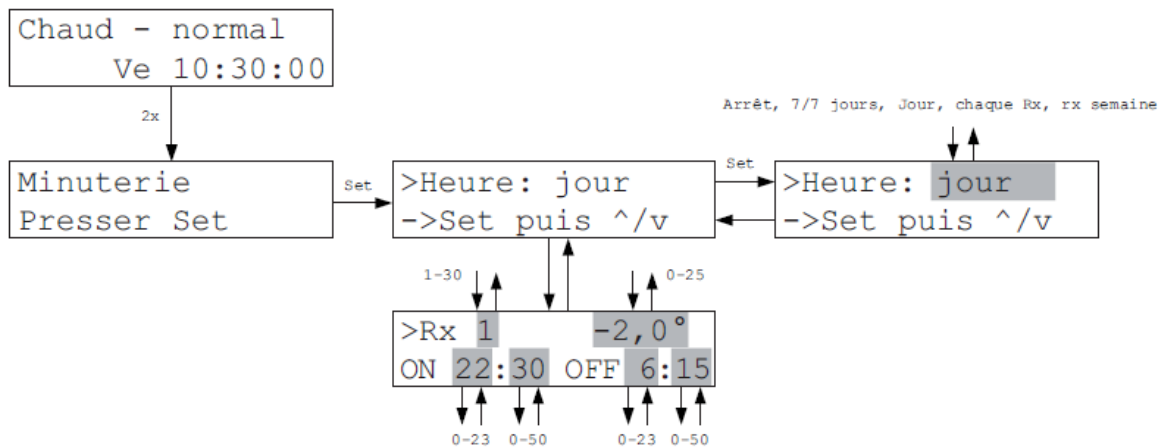 Chaud - normal
Ve 10:30:00
2x
Arrêt, 7/7 jours, Jour, chaque Rx, rx semaine
Minuterie
Presser Set
Set
>Heure: jour
->Set puis ^/v
Set
>Heure: jour
->Set puis ^/v
1-30
0-25
>Rx 1 -2,0°
ON 22:30 OFF 6:15
0-23 0-50 0-23 0-50